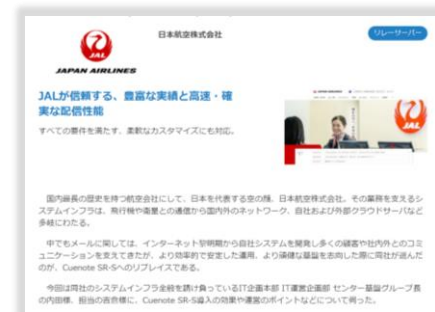 日本航空株式会社
リレーサーバー
JAL
JAPAN AIRLINES
JALが信頼する、豊富な実績と高速・確
実な配信性能
すべての要件を満たす、柔軟なカスタマイズにも対応。
JAPAN AIRLINES
JAL
国内最長の歴史を持つ航空会社にして、日本を代表する空の顔、日本航空株式会社。その業務を支えるシ
ステムインフラは、飛行機や衛星との通信から国内外のネットワーク、自社および外部クラウドサーバなど
多岐にわたる。
中でもメールに関しては、インターネット早明期から自社システムを開発し多くの顧客や社内外とのコミ
ュニケーションを支えてきたが、より効率的で安定した運用、より頑健な基盤を志向した際に同社が選んだ
のが、Cuenote SR-Sへのリプレイスである。
今回は同社のシステムインフラ全般を請け負っているIT企画本部 IT運営企画部 センター基盤グループ長
の内田様、担当の吉奈様に、Cuenote SR-S導入の効果や運営のポイントなどについて伺った。